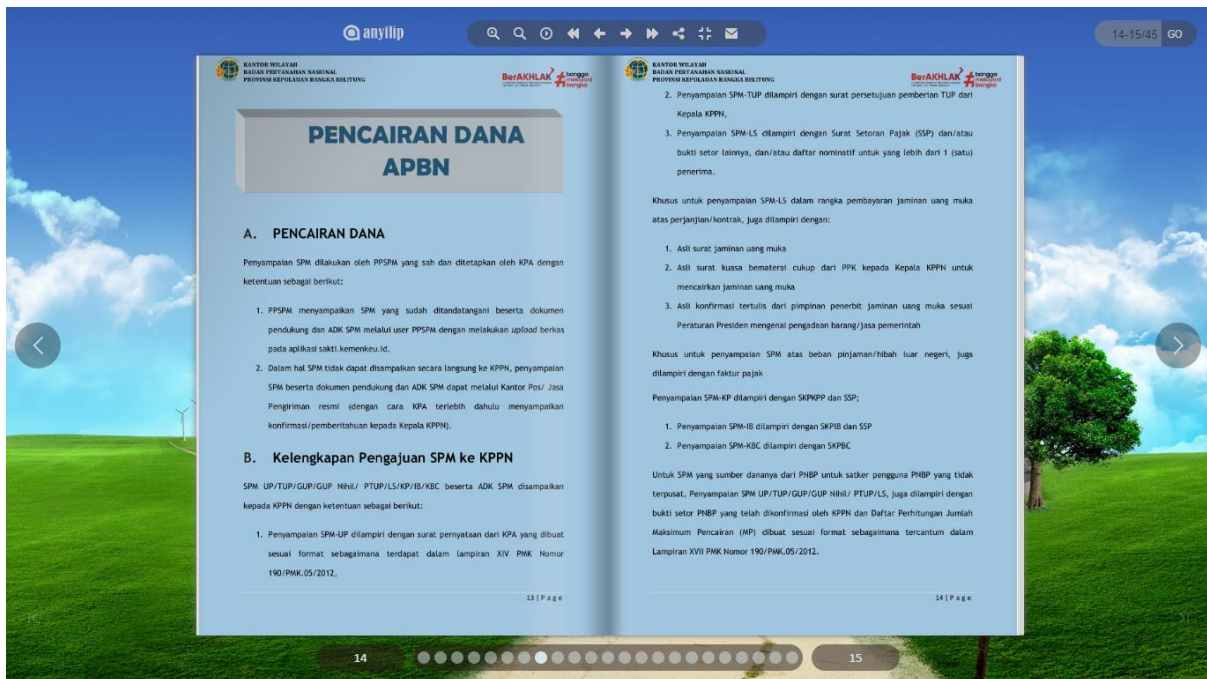 anyflip
14-15/45 GO
KANTOR WILAYAH
BADAN PERTANAHAN NASIONAL
PROVINSI KEPULAUAN BANGKA BELITUNG
BerAKHLAK
bangga
melayani
bangsa
PENCAIRAN DANA
APBN
A. PENCAIRAN DANA
Penyampaian SPM dilakukan oleh PPSPM yang sah dan ditetapkan oleh KPA dengan
ketentuan sebagai berikut:
1. PPSPM menyampaikan SPM yang sudah ditandatangani beserta dokumen
pendukung dan ADK SPM melalui user PPSPM dengan melakukan upload berkas
pada aplikasi sakti.kemenkeu.id.
2. Dalam hal SPM tidak dapat disampaikan secara langsung ke KPPN, penyampaian
SPM beserta dokumen pendukung dan ADK SPM dapat melalui Kantor Pos/ Jasa
Pengiriman resmi (dengan cara KPA terlebih dahulu menyampaikan
konfirmasi/pemberitahuan kepada Kepala KPPN).
B. Kelengkapan Pengajuan SPM ke KPPN
SPM UP/TUP/GUP/GUP Nihil/ PTUP/LS/KP/IB/KBC beserta ADK SPM disampaikan
kepada KPPN dengan ketentuan sebagai berikut:
1. Penyampaian SPM-UP dilampiri dengan surat pernyataan dari KPA yang dibuat
sesuai format sebagaimana terdapat dalam lampiran XIV PMK Nomor
190/PMK.05/2012,
13 | P a g e
KANTOR WILAYAH
BADAN PERTANAHAN NASIONAL
PROVINSI KEPULAUAN BANGKA BELITUNG
BerAKHLAK
bangga
melayani
bangsa
2. Penyampaian SPM-TUP dilampiri dengan surat persetujuan pemberian TUP dari
Kepala KPPN,
3. Penyampaian SPM-LS dilampiri dengan Surat Setoran Pajak (SSP) dan/atau
bukti setor lainnya, dan/atau daftar nominatif untuk yang lebih dari 1 (satu)
penerima.
Khusus untuk penyampaian SPM-LS dalam rangka pembayaran jaminan uang muka
atas perjanjian/kontrak, juga dilampiri dengan:
1. Asli surat jaminan uang muka
2. Asli surat kuasa bematerai cukup dari PPK kepada Kepala KPPN untuk
mencairkan jaminan uang muka
3. Asli konfirmasi tertulis dari pimpinan penerbit jaminan uang muka sesuai
Peraturan Presiden mengenai pengadaan barang/jasa pemerintah
Khusus untuk penyampaian SPM atas beban pinjaman/hibah luar negeri, juga
dilampiri dengan faktur pajak
Penyampaian SPM-KP dilampiri dengan SKPKPP dan SSP;
1. Penyampaian SPM-IB dilampiri dengan SKPIB dan SSP
2. Penyampaian SPM-KBC dilampiri dengan SKPBC
Untuk SPM yang sumber dananya dari PNBP untuk satker pengguna PNBP yang tidak
terpusat, Penyampaian SPM UP/TUP/GUP/GUP Nihil/ PTUP/LS, juga dilampiri dengan
bukti setor PNBP yang telah dikonfirmasi oleh KPPN dan Daftar Perhitungan Jumlah
Maksimum Pencairan (MP) dibuat sesuai format sebagaimana tercantum dalam
Lampiran XVII PMK Nomor 190/PMK.05/2012.
14 | P a g e
14
15